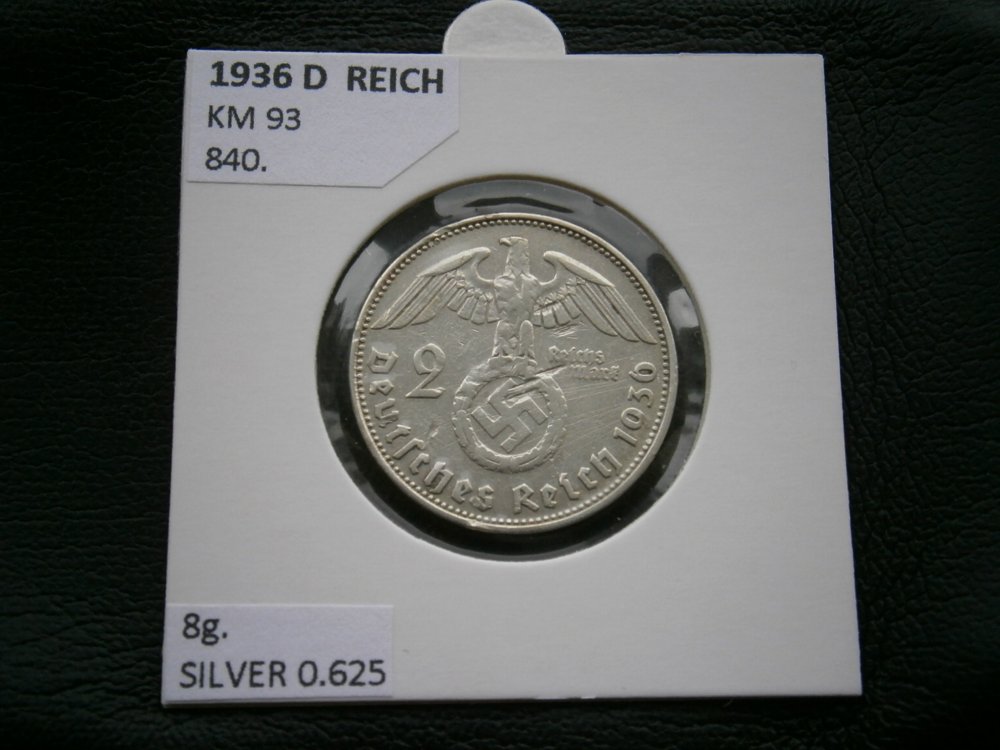 1936 D REICH
KM 93
840.
2
Reichs
Mark
Deutsches Reich 1936
8g.
SILVER 0.625